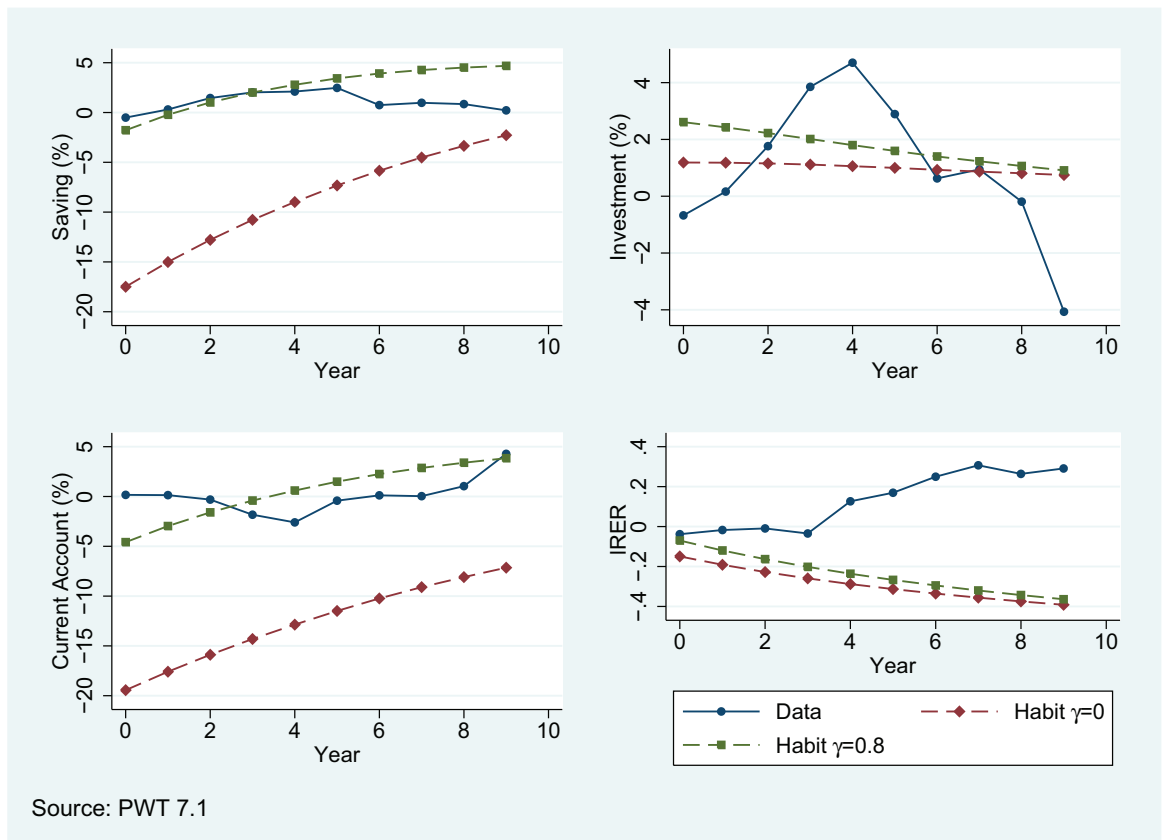 5
0
−5
−10
−15
−20
Saving (%)
0 2 4 6 8 10
Year
4
2
0
−2
−4
Investment (%)
0 2 4 6 8 10
Year
5
0
−5
−10
−15
−20
Current Account (%)
0 2 4 6 8 10
Year
.4
.2
0
−.2
−.4
IRER
0 2 4 6 8 10
Year
Data Habit γ=0
Habit γ=0.8
Source: PWT 7.1